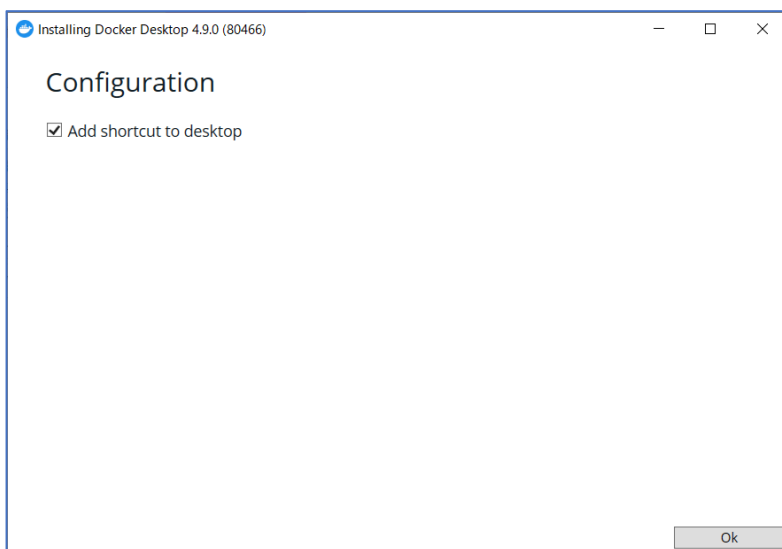 Installing Docker Desktop 4.9.0 (80466)
Configuration
Add shortcut to desktop
Ok